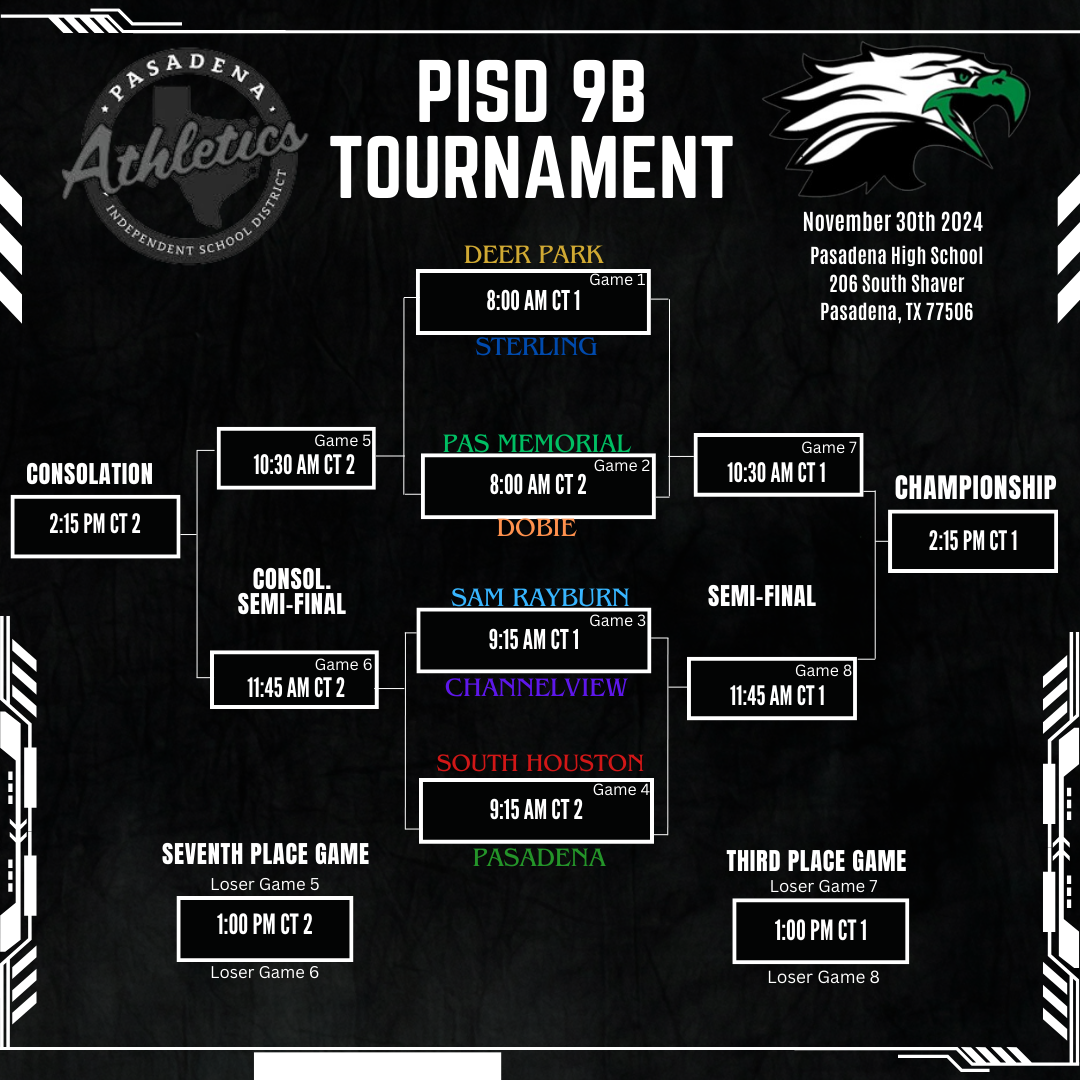 PASADENA
Athletics
INDEPENDENT SCHOOL DISTRICT
PISD 9B
TOURNAMENT
November 30th 2024
Pasadena High School
206 South Shaver
Pasadena, TX 77506
DEER PARK
Game 1
8:00 AM CT 1
STERLING
PAS MEMORIAL
Game 2
8:00 AM CT 2
DOBIE
Game 5
10:30 AM CT 2
Game 7
10:30 AM CT 1
CONSOLATION
2:15 PM CT 2
CHAMPIONSHIP
2:15 PM CT 1
CONSOL.
SEMI-FINAL
SEMI-FINAL
SAM RAYBURN
Game 3
9:15 AM CT 1
CHANNELVIEW
Game 6
11:45 AM CT 2
Game 8
11:45 AM CT 1
SOUTH HOUSTON
Game 4
9:15 AM CT 2
PASADENA
SEVENTH PLACE GAME
Loser Game 5
1:00 PM CT 2
Loser Game 6
THIRD PLACE GAME
Loser Game 7
1:00 PM CT 1
Loser Game 8